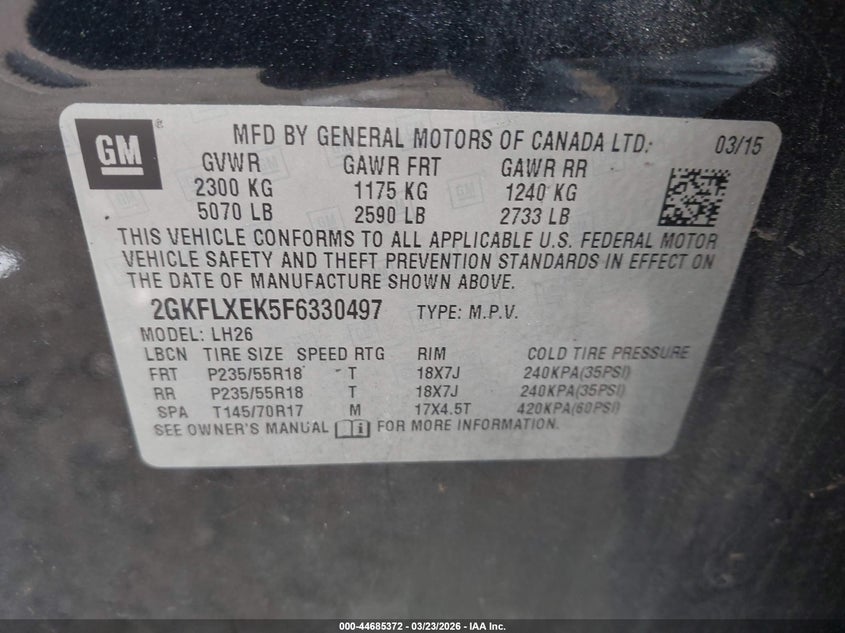 GM
MFD BY GENERAL MOTORS OF CANADA LTD. 03/15
GVWR GAWR FRT GAWR RR
2300 KG 1175 KG 1240 KG
5070 LB 2590 LB 2733 LB
THIS VEHICLE CONFORMS TO ALL APPLICABLE U.S. FEDERAL MOTOR
VEHICLE SAFETY AND THEFT PREVENTION STANDARDS IN EFFECT ON
THE DATE OF MANUFACTURE SHOWN ABOVE.
2GKFLXEK5F6330497 TYPE: M.P.V.
MODEL: LH26
LBCN TIRE SIZE SPEED RTG RIM COLD TIRE PRESSURE
FRT P235/55R18 T 18X7J 240KPA(35PSI)
RR P235/55R18 T 18X7J 240KPA(35PSI)
SPA T145/70R17 M 17X4.5T 420KPA(60PSI)
SEE OWNER'S MANUAL FOR MORE INFORMATION.
000-44685372 | 03/23/2026 - IAA Inc.